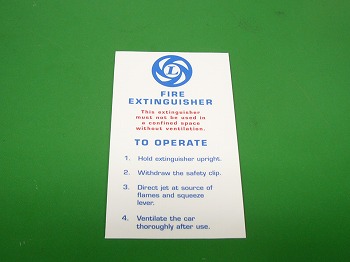 L
FIRE
EXTINGUISHER
This extinguisher
must not be used in
a confined space
without ventilation.
TO OPERATE
1. Hold extinguisher upright.
2. Withdraw the safety clip.
3. Direct jet at source of
flames and squeeze
lever.
4. Ventilate the car
thoroughly after use.